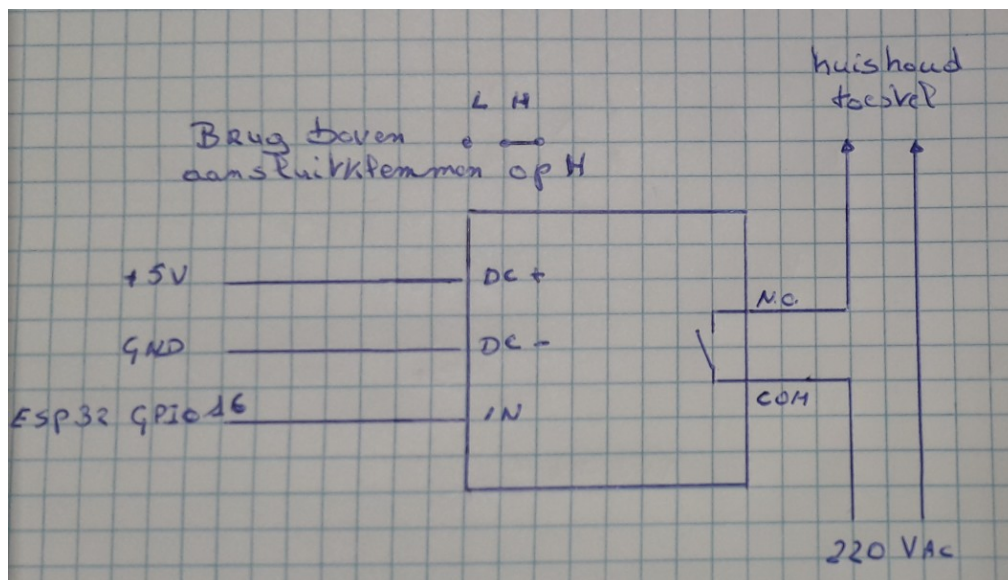 huishoud
toestel
L H
Brug boven
aansluitklemmen op H
+5V DC +
N.O.
GND DC -
COM
ESP32 GPIO16 IN
220 VAC